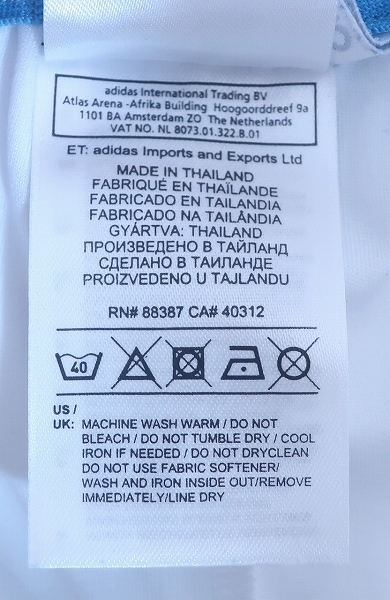 adidas International Trading BV
Atlas Arena -Afrika Building Hoogoorddreef 9a
1101 BA Amsterdam ZO The Netherlands
VAT NO. NL 8073.01.322.B.01
ET: adidas Imports and Exports Ltd
MADE IN THAILAND
FABRIQUÉ EN THAÏLANDE
FABRICADO EN TAILANDIA
FABRICADO NA TAILÂNDIA
GYÁRTVA: THAILAND
ПРОИЗВЕДЕНО В ТАЙЛАНД
СДЕЛАНО В ТАИЛАНДЕ
PROIZVEDENO U TAJLANDU
RN# 88387 CA# 40312
40
US /
UK: MACHINE WASH WARM / DO NOT
BLEACH / DO NOT TUMBLE DRY / COOL
IRON IF NEEDED / DO NOT DRYCLEAN
DO NOT USE FABRIC SOFTENER/
WASH AND IRON INSIDE OUT/REMOVE
IMMEDIATELY/LINE DRY